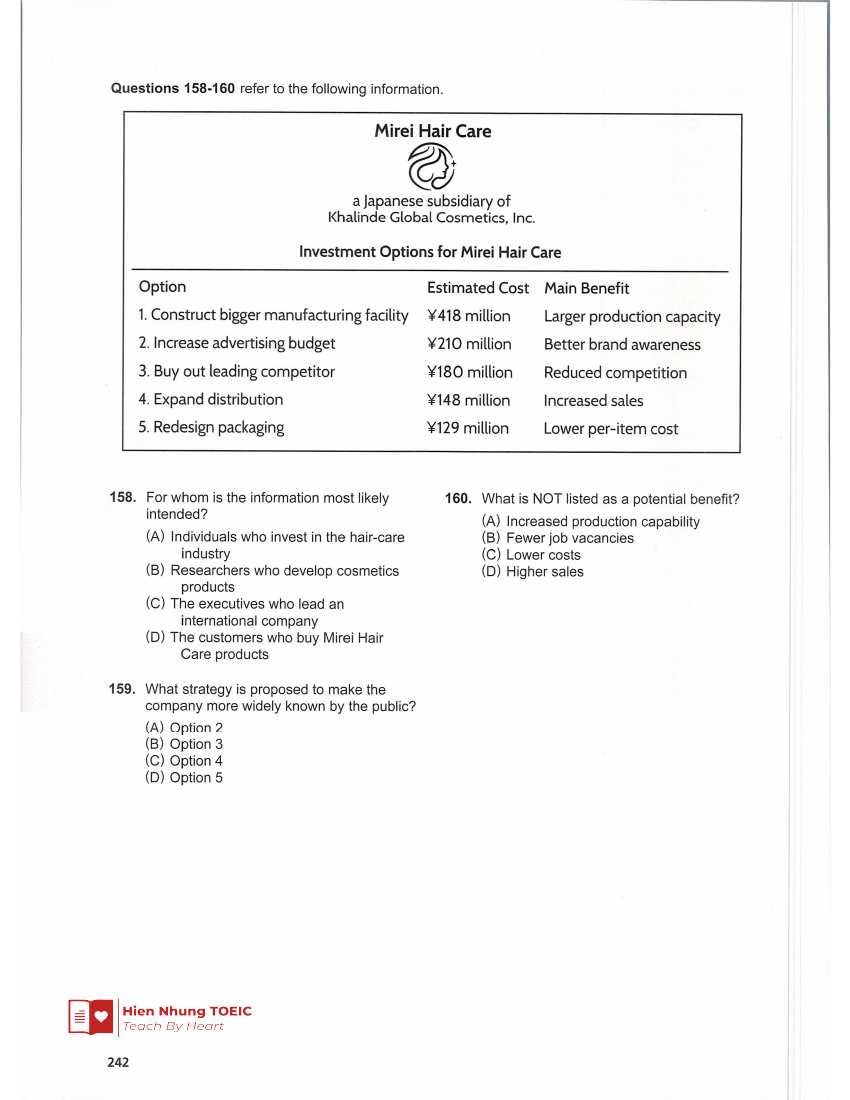 Questions 158-160 refer to the following information.
Mirei Hair Care
a Japanese subsidiary of
Khalinde Global Cosmetics, Inc.
Investment Options for Mirei Hair Care
Option Estimated Cost Main Benefit
1. Construct bigger manufacturing facility ¥418 million Larger production capacity
2. Increase advertising budget ¥210 million Better brand awareness
3. Buy out leading competitor ¥180 million Reduced competition
4. Expand distribution ¥148 million Increased sales
5. Redesign packaging ¥129 million Lower per-item cost
158. For whom is the information most likely
intended?
(A) Individuals who invest in the hair-care
industry
(B) Researchers who develop cosmetics
products
(C) The executives who lead an
international company
(D) The customers who buy Mirei Hair
Care products
159. What strategy is proposed to make the
company more widely known by the public?
(A) Option 2
(B) Option 3
(C) Option 4
(D) Option 5
160. What is NOT listed as a potential benefit?
(A) Increased production capability
(B) Fewer job vacancies
(C) Lower costs
(D) Higher sales
Hien Nhung TOEIC
Teach By Heart
242